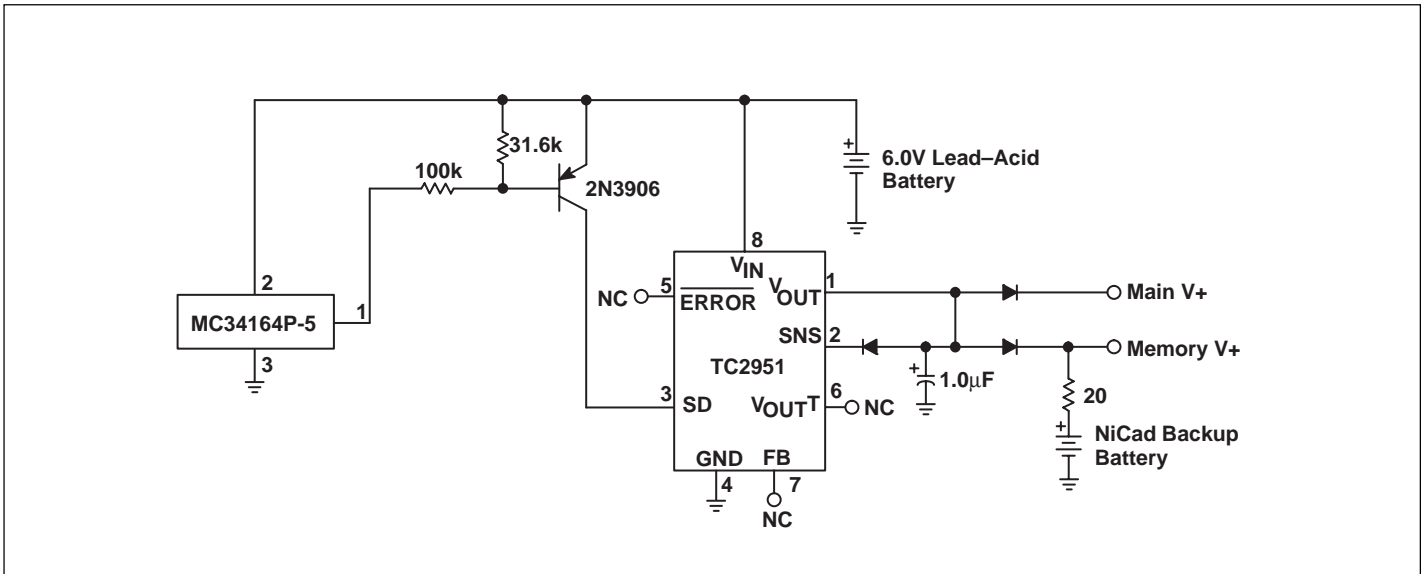 31.6k
100k
2N3906
6.0V Lead–Acid
Battery
8
VIN
2
1
MC34164P-5
3
NC
5
ERROR
VOUT
1
Main V+
SNS
2
TC2951
Memory V+
1.0μF
3
SD
VOUTT
6
NC
20
NiCad Backup
Battery
GND
FB
4
7
NC